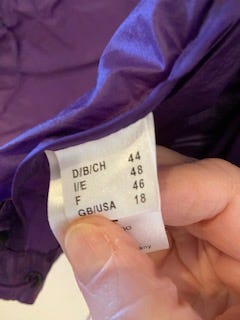 D/B/CH 44
I/E 48
F 46
GB/USA 18